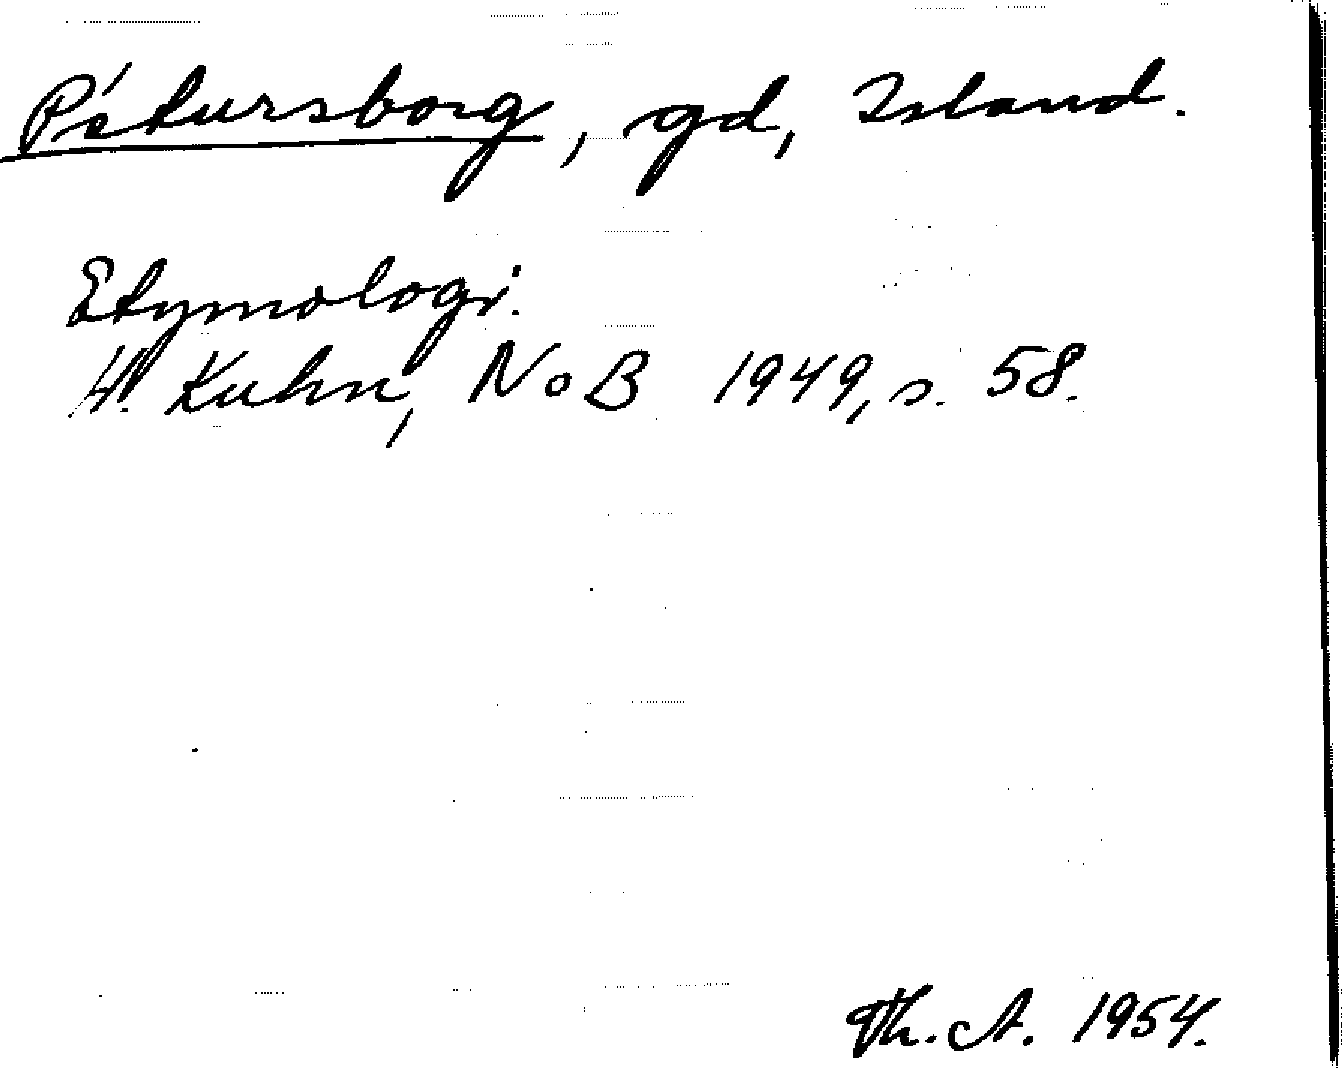 Pétursborg, gd, Island.
Etymologi.
H. Kuhn, NoB 1949, s. 58.
Th. A. 1954.